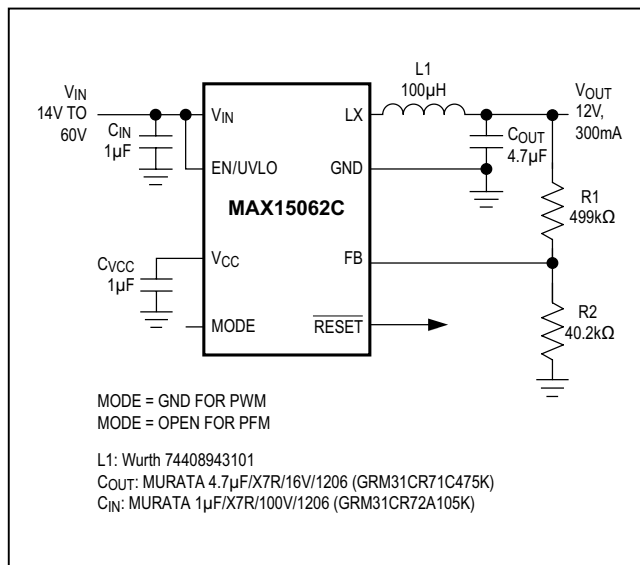 L1
100µH
VIN
14V TO
60V
CIN
1µF
VIN
LX
VOUT
12V,
300mA
COUT
4.7µF
EN/UVLO
GND
R1
499kΩ
MAX15062C
CVCC
1µF
VCC
FB
MODE
RESET
R2
40.2kΩ
MODE = GND FOR PWM
MODE = OPEN FOR PFM
L1: Wurth 74408943101
COUT: MURATA 4.7µF/X7R/16V/1206 (GRM31CR71C475K)
CIN: MURATA 1µF/X7R/100V/1206 (GRM31CR72A105K)